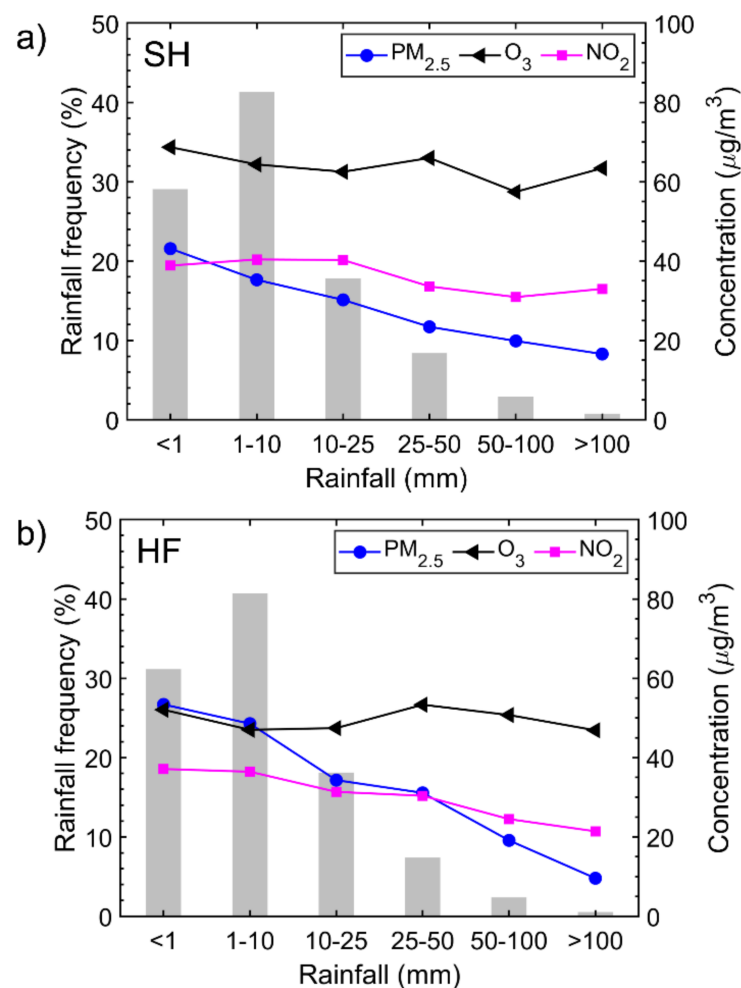 a)
SH
PM2.5 O3 NO2
50
40
30
20
10
0
Rainfall frequency (%)
100
80
60
40
20
0
Concentration (μg/m3)
<1 1-10 10-25 25-50 50-100 >100
Rainfall (mm)
b)
HF
PM2.5 O3 NO2
50
40
30
20
10
0
Rainfall frequency (%)
100
80
60
40
20
0
Concentration (μg/m3)
<1 1-10 10-25 25-50 50-100 >100
Rainfall (mm)